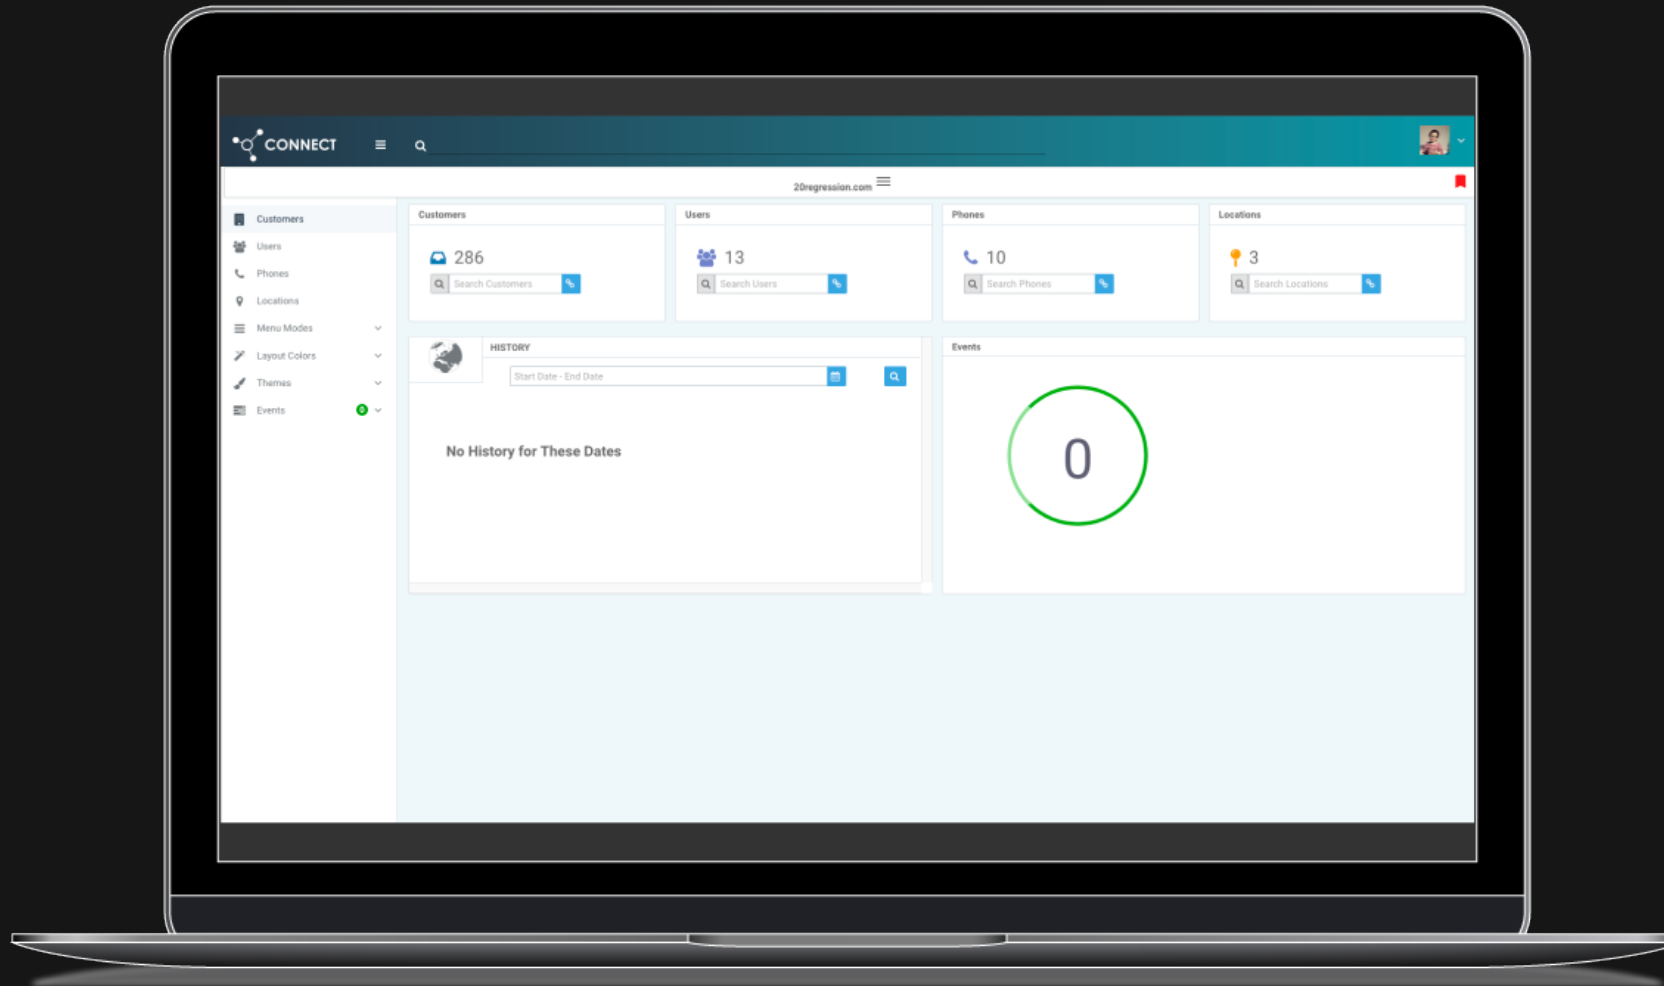 CONNECT
20regression.com
Customers
Users
Phones
Locations
Menu Modes
Layout Colors
Themes
Events 0
Customers
286
Search Customers
Users
13
Search Users
Phones
10
Search Phones
Locations
3
Search Locations
HISTORY
Start Date - End Date
No History for These Dates
Events
0